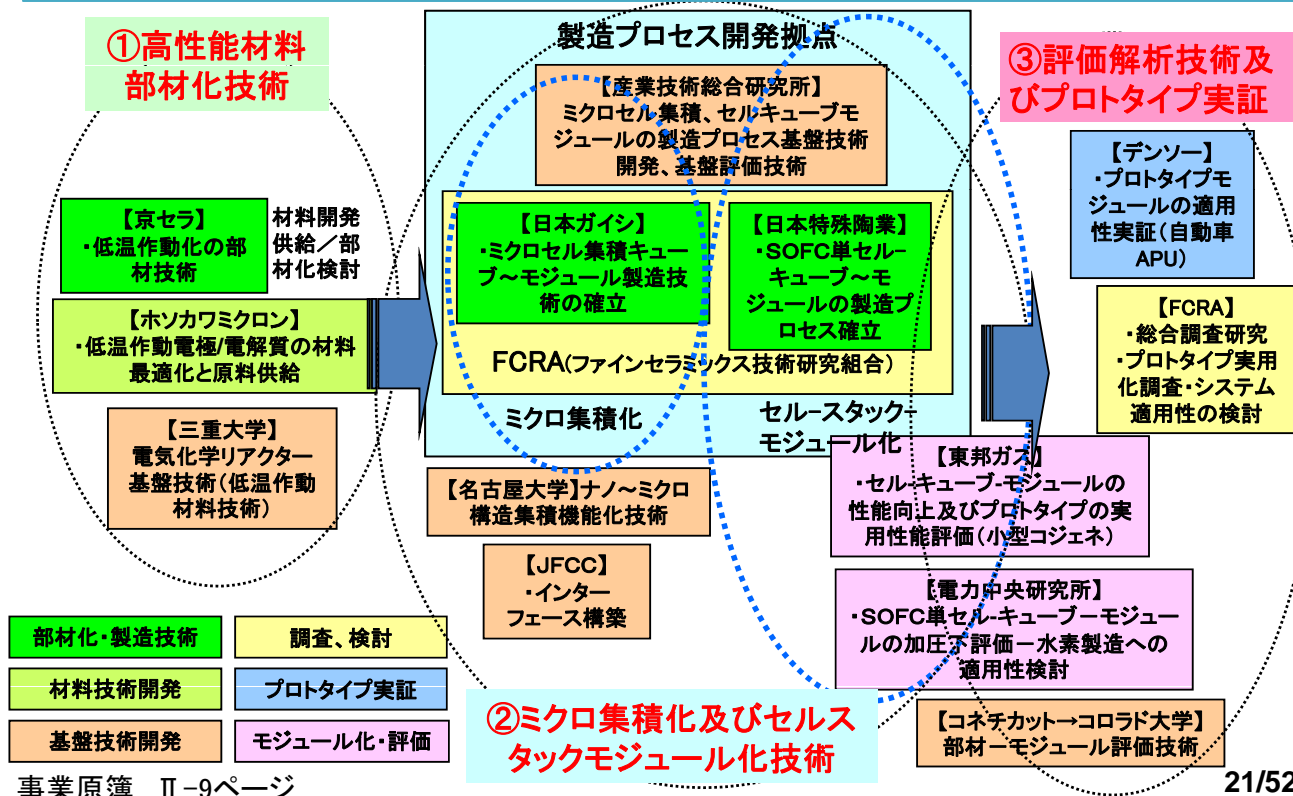 ①高性能材料
部材化技術
製造プロセス開発拠点
③評価解析技術及
びプロトタイプ実証
【産業技術総合研究所】
ミクロセル集積、セルキューブモ
ジュールの製造プロセス基盤技術
開発、基盤評価技術
【デンソー】
・プロトタイプモ
ジュールの適用
性実証（自動車
APU）
【京セラ】
・低温作動化の部
材技術
材料開発
供給／部
材化検討
【日本ガイシ】
・ミクロセル集積キュー
ブ～モジュール製造技
術の確立
【日本特殊陶業】
・SOFC単セル-
キューブ～モ
ジュールの製造プ
ロセス確立
【ホソカワミクロン】
・低温作動電極/電解質の材料
最適化と原料供給
【FCRA】
・総合調査研究
・プロトタイプ実用
化調査・システム
適用性の検討
FCRA(ファインセラミックス技術研究組合）
【三重大学】
電気化学リアクター
基盤技術（低温作動
材料技術）
ミクロ集積化
セル-スタック-
モジュール化
【東邦ガス】
・セル-キューブ-モジュールの
性能向上及びプロトタイプの実
用性能評価（小型コジェネ）
【名古屋大学】ナノ～ミクロ
構造集積機能化技術
【JFCC】
・インター
フェース構築
【電力中央研究所】
・SOFC単セル-キューブ－モジュー
ルの加圧下評価－水素製造への
適用性検討
部材化・製造技術
調査、検討
材料技術開発
プロトタイプ実証
基盤技術開発
モジュール化・評価
②ミクロ集積化及びセルス
タックモジュール化技術
【コネチカット→コロラド大学】
部材－モジュール評価技術
事業原簿　Ⅱ-9ページ
21/52